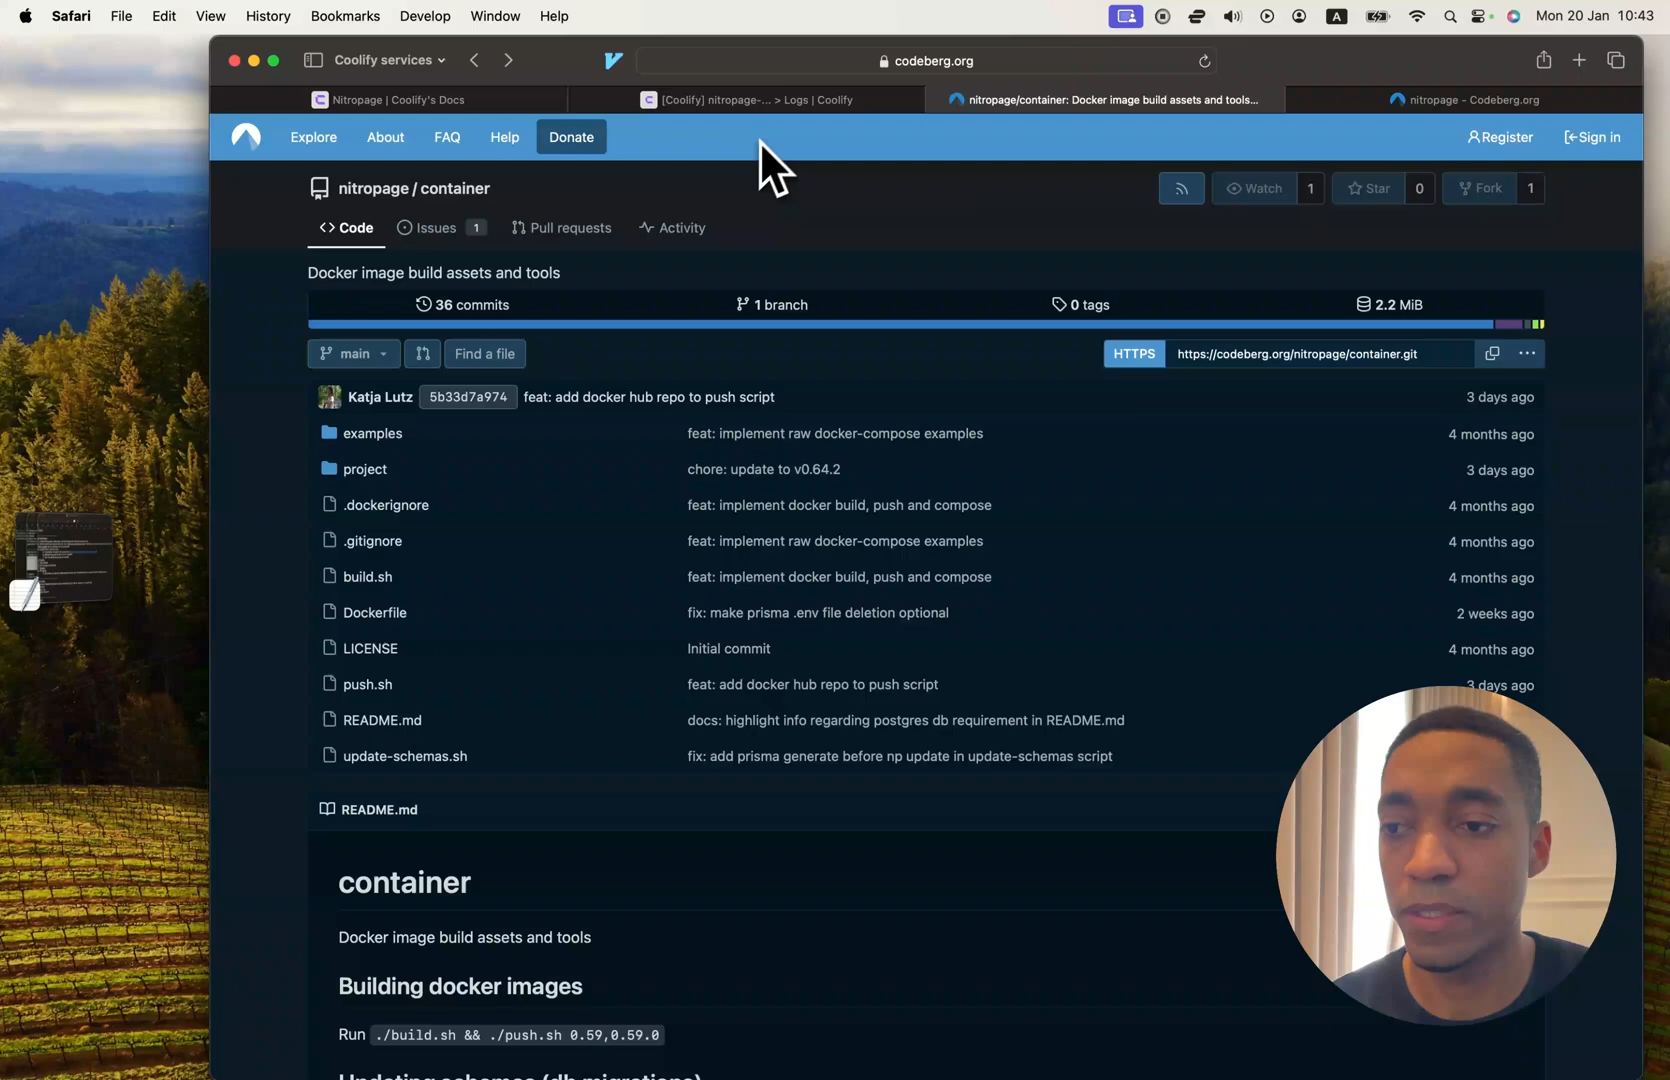 Safari File Edit View History Bookmarks Develop Window Help A Mon 20 Jan 10:43
Coolify services codeberg.org
Nitropage | Coolify's Docs [Coolify] nitropage-... > Logs | Coolify nitropage/container: Docker image build assets and tools... nitropage - Codeberg.org
Explore About FAQ Help Donate Register Sign in
nitropage / container Watch 1 Star 0 Fork 1
Code Issues 1 Pull requests Activity
Docker image build assets and tools
36 commits 1 branch 0 tags 2.2 MiB
main Find a file HTTPS https://codeberg.org/nitropage/container.git
Katja Lutz 5b33d7a974 feat: add docker hub repo to push script 3 days ago
examples feat: implement raw docker-compose examples 4 months ago
project chore: update to v0.64.2 3 days ago
.dockerignore feat: implement docker build, push and compose 4 months ago
.gitignore feat: implement raw docker-compose examples 4 months ago
build.sh feat: implement docker build, push and compose 4 months ago
Dockerfile fix: make prisma .env file deletion optional 2 weeks ago
LICENSE Initial commit 4 months ago
push.sh feat: add docker hub repo to push script 3 days ago
README.md docs: highlight info regarding postgres db requirement in README.md
update-schemas.sh fix: add prisma generate before np update in update-schemas script
README.md
container
Docker image build assets and tools
Building docker images
Run ./build.sh && ./push.sh 0.59,0.59.0
Updating schemas (db migrations)